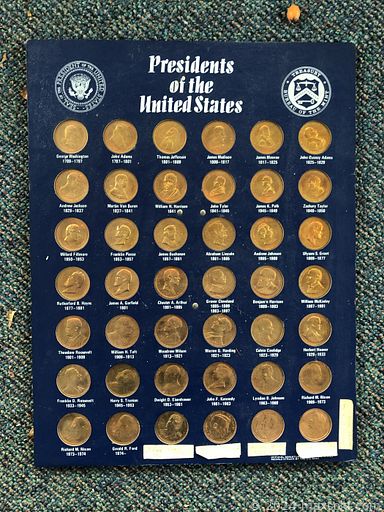 Presidents
of the
United States
George Washington John Adams Thomas Jefferson James Madison James Monroe John Quincy Adams
1789-1797 1797-1801 1801-1809 1809-1817 1817-1825 1825-1829
Andrew Jackson Martin Van Buren William H. Harrison John Tyler James K. Polk Zachary Taylor
1829-1837 1837-1841 1841 1841-1845 1845-1849 1849-1850
Millard Fillmore Franklin Pierce James Buchanan Abraham Lincoln Andrew Johnson Ulysses S. Grant
1850-1853 1853-1857 1857-1861 1861-1865 1865-1869 1869-1877
Rutherford B. Hayes James A. Garfield Chester A. Arthur Grover Cleveland Benjamin Harrison William McKinley
1877-1881 1881 1881-1885 1885-1889 1889-1893 1897-1901
1893-1897
Theodore Roosevelt William H. Taft Woodrow Wilson Warren G. Harding Calvin Coolidge Herbert Hoover
1901-1909 1909-1913 1913-1921 1921-1923 1923-1929 1929-1933
Franklin D. Roosevelt Harry S. Truman Dwight D. Eisenhower John F. Kennedy Lyndon B. Johnson Richard M. Nixon
1933-1945 1945-1953 1953-1961 1961-1963 1963-1969 1969-1973
Richard M. Nixon Gerald R. Ford
1973-1974 1974-